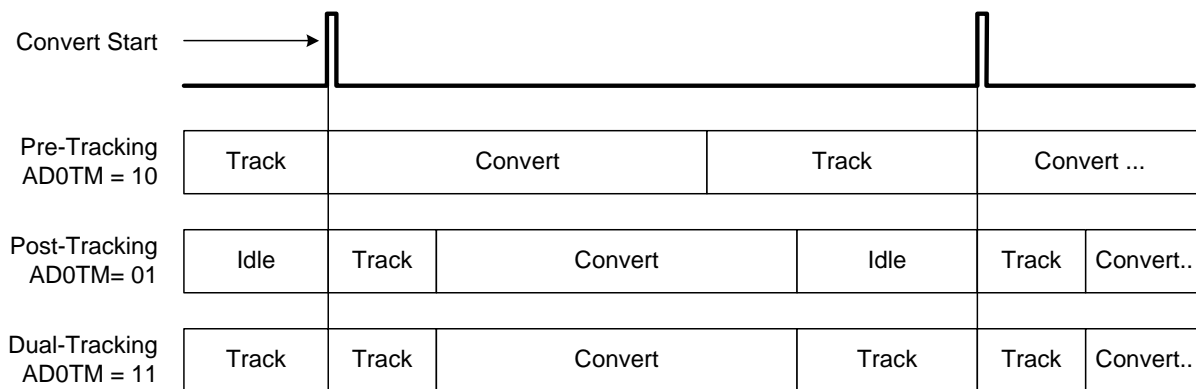 Convert Start
Pre-Tracking
AD0TM = 10
Track
Convert
Track
Convert ...
Post-Tracking
AD0TM= 01
Idle
Track
Convert
Idle
Track
Convert..
Dual-Tracking
AD0TM = 11
Track
Track
Convert
Track
Track
Convert..